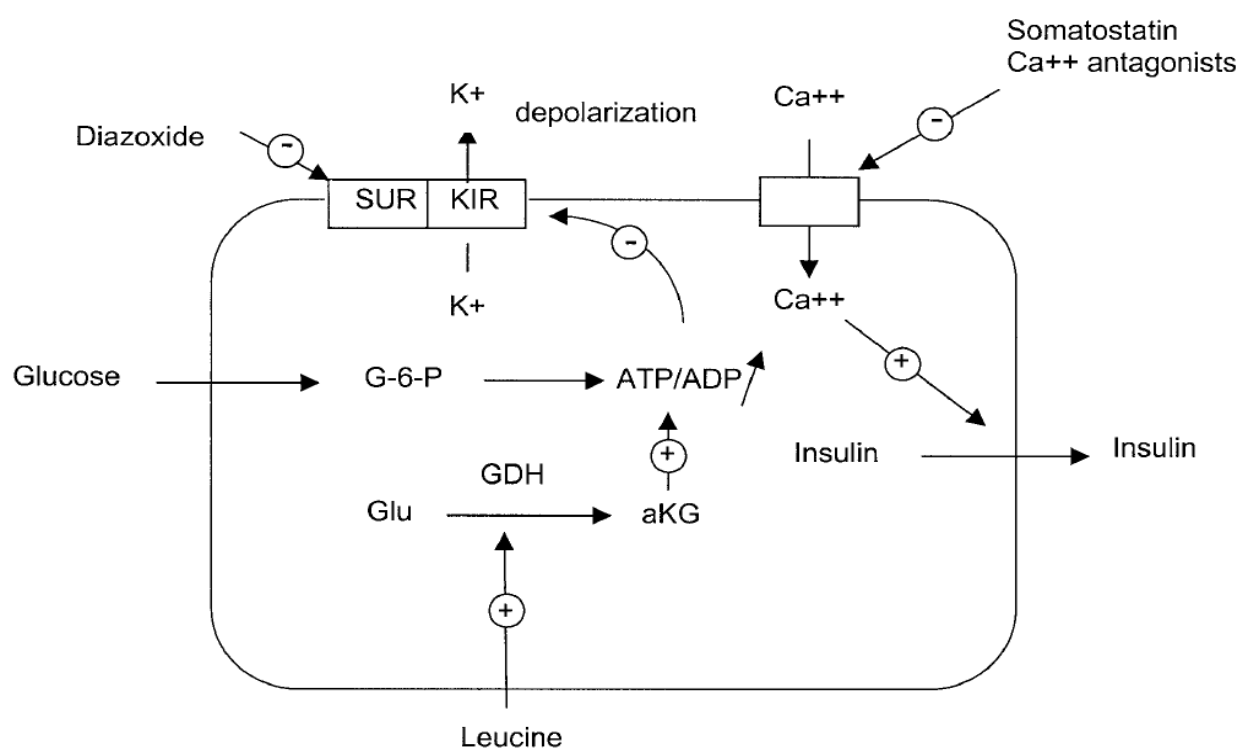 Somatostatin
Ca++ antagonists
K+
depolarization
Ca++
Diazoxide
-
-
SUR
KIR
-
K+
Ca++
Glucose
G-6-P
ATP/ADP
+
Insulin
Insulin
GDH
+
Glu
aKG
+
Leucine